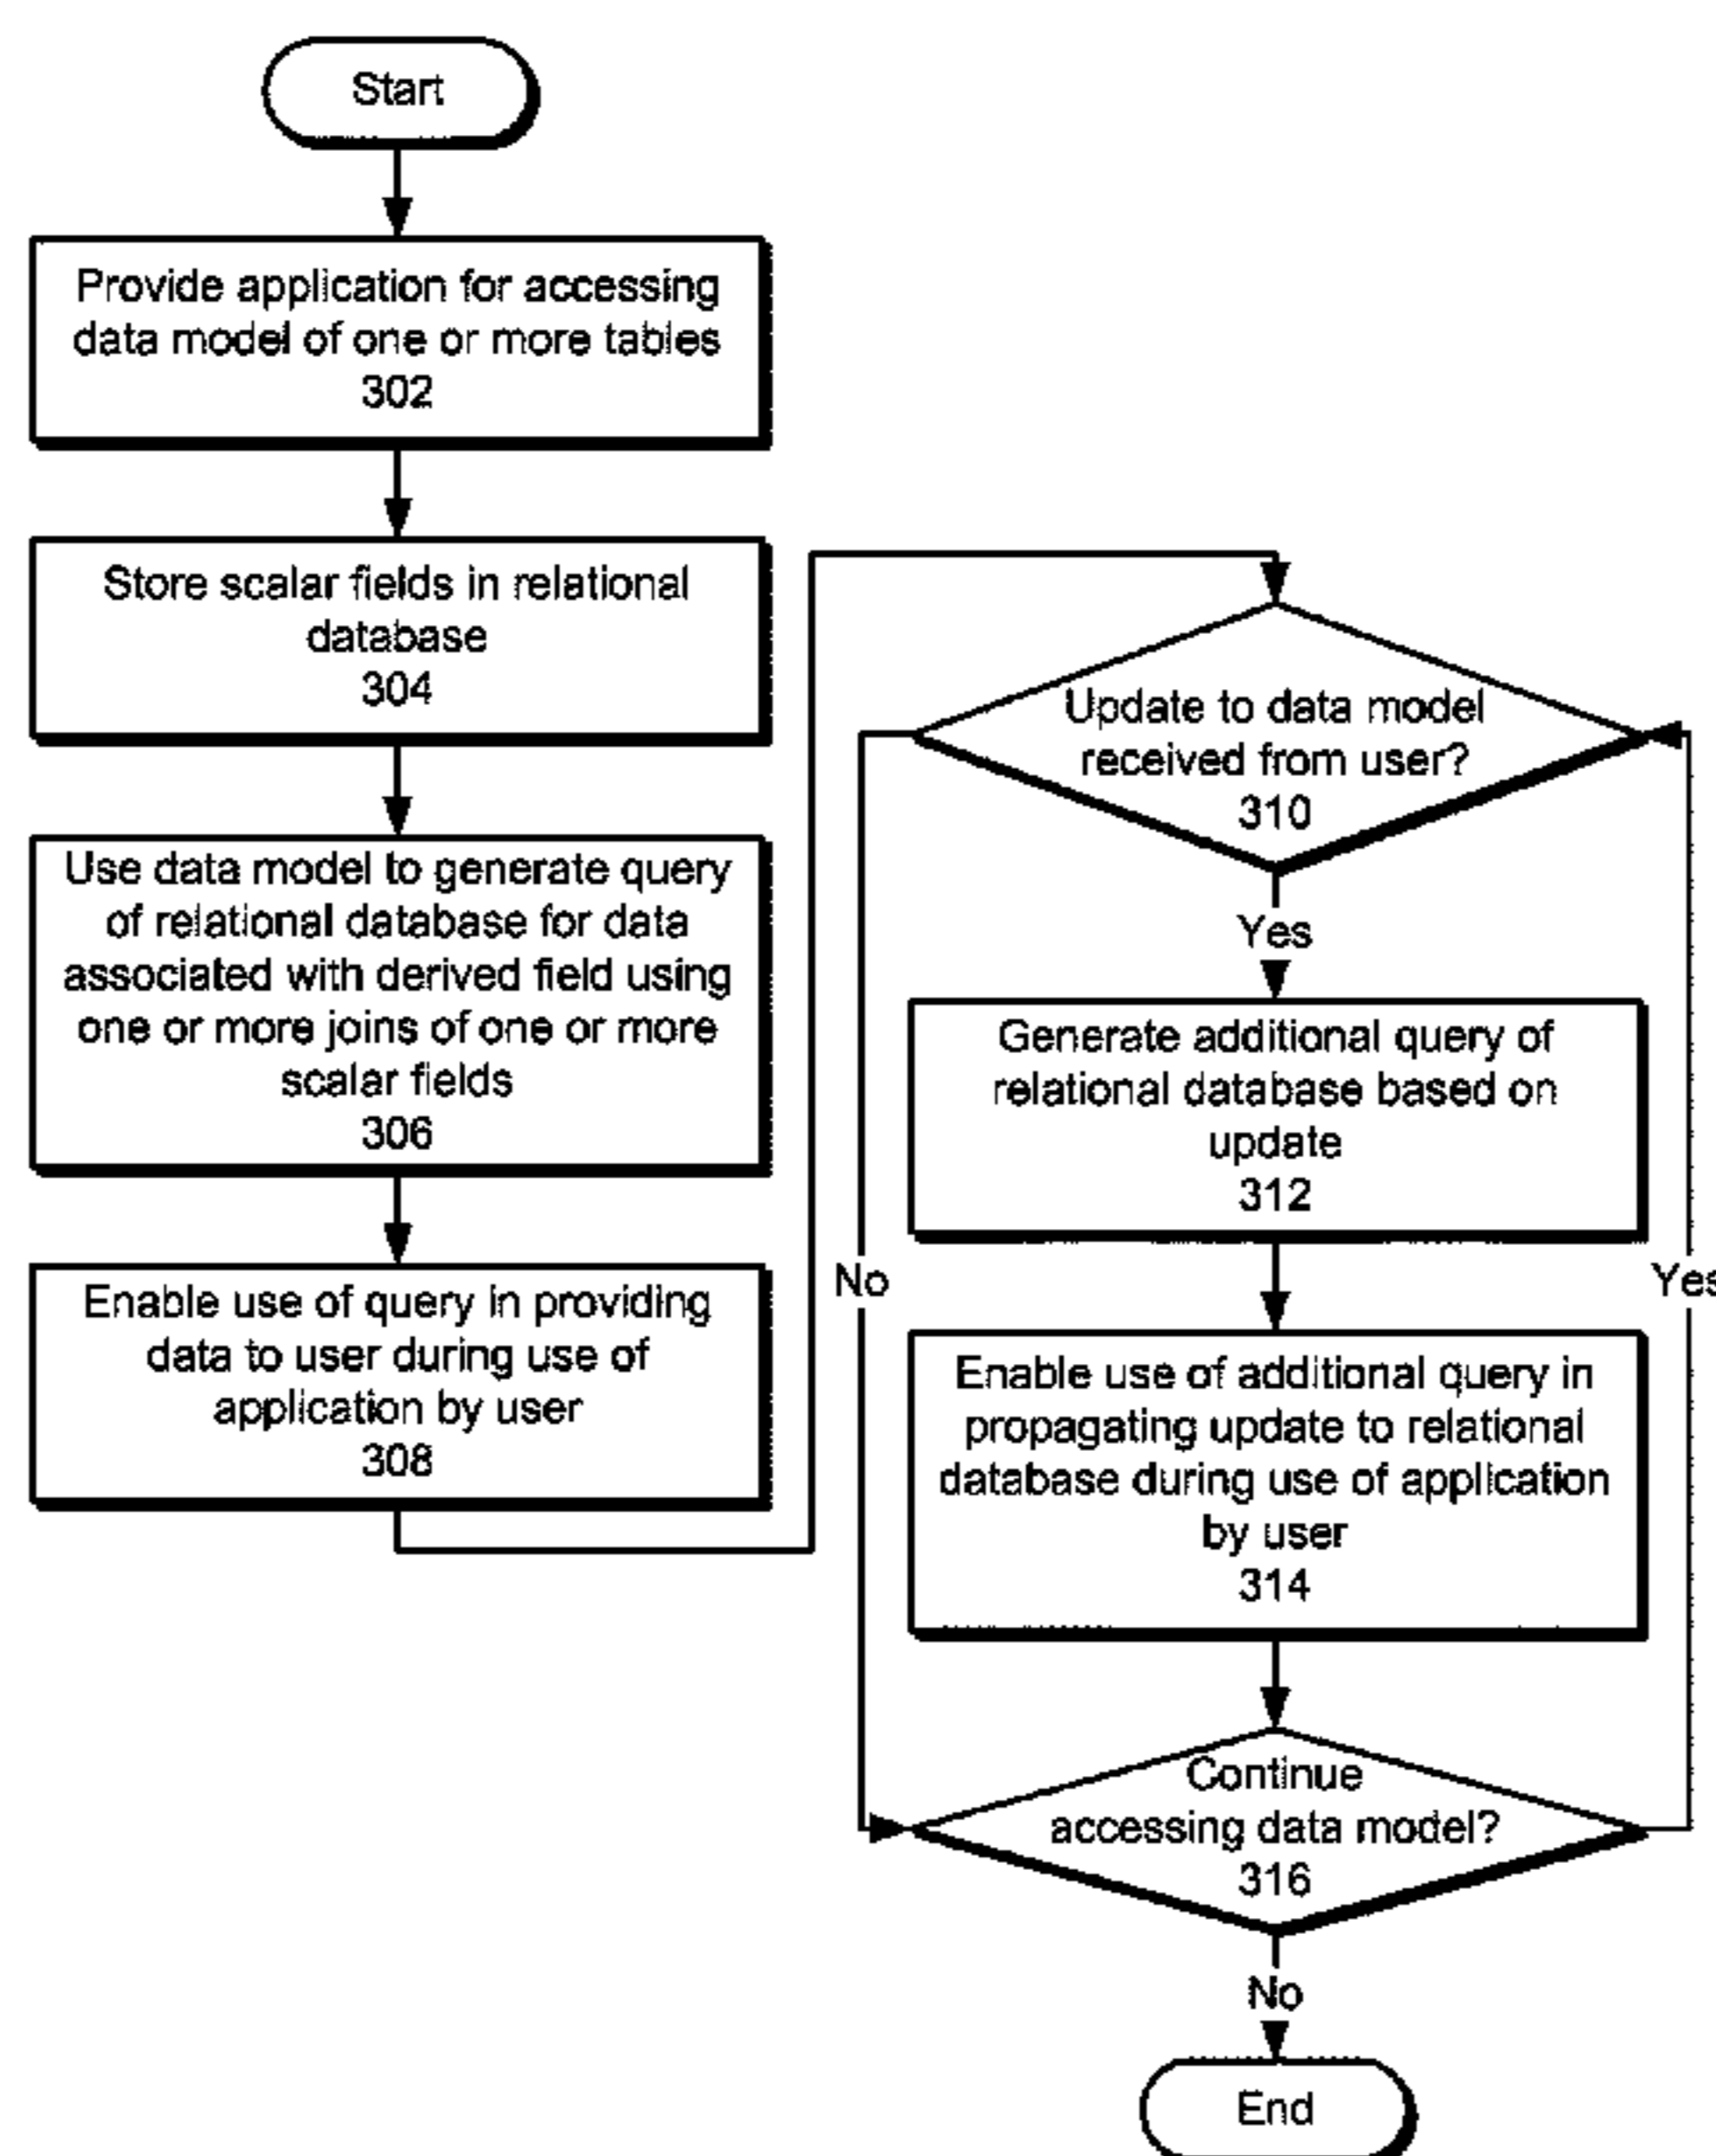 Start
Provide application for accessing
data model of one or more tables
302
Store scalar fields in relational
database
304
Use data model to generate query
of relational database for data
associated with derived field using
one or more joins of one or more
scalar fields
306
Enable use of query in providing
data to user during use of
application by user
308
Update to data model
received from user?
310
Yes
Generate additional query of
relational database based on
update
312
No
Yes
Enable use of additional query in
propagating update to relational
database during use of application
by user
314
Continue
accessing data model?
316
No
End